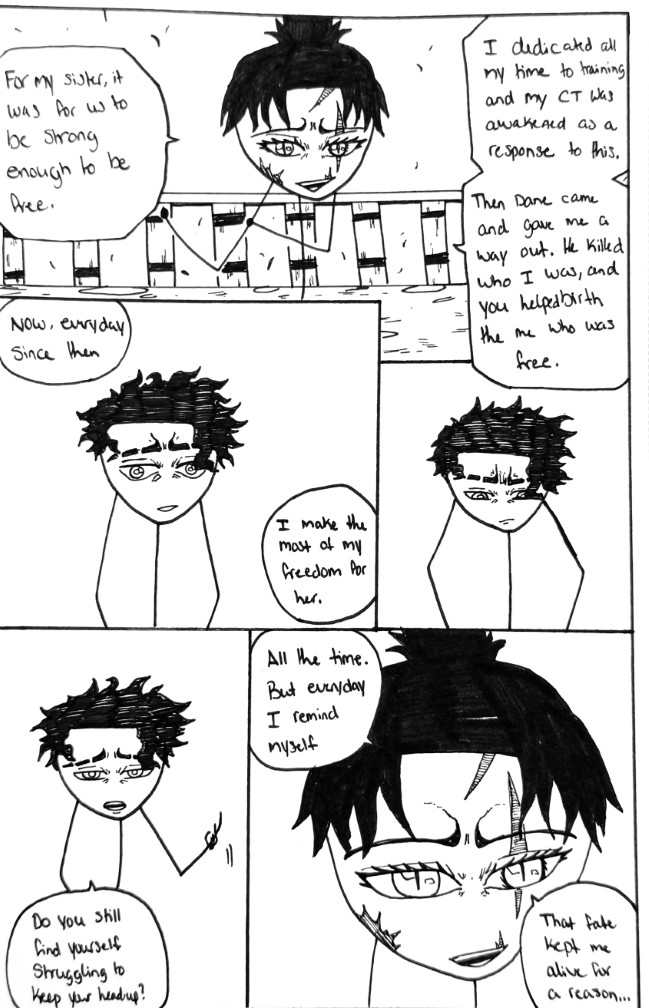 For my sister, it
was for us to
be strong
enough to be
free.
I dedicated all
my time to training
and my CT was
awakened as a
response to this.
Then Dane came
and gave me a
way out. He killed
who I was, and
you helped birth
the me who was
free.
Now, everyday
Since then
I make the
most of my
freedom for
her.
Do you still
find yourself
Struggling to
keep your head up?
All the time.
But everyday
I remind
myself
That fate
kept me
alive for
a reason...